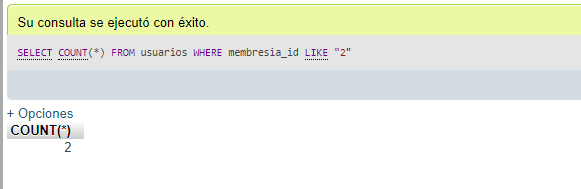 Su consulta se ejecutó con éxito.
SELECT COUNT(*) FROM usuarios WHERE membresia_id LIKE "2"
+ Opciones
COUNT(*)
2